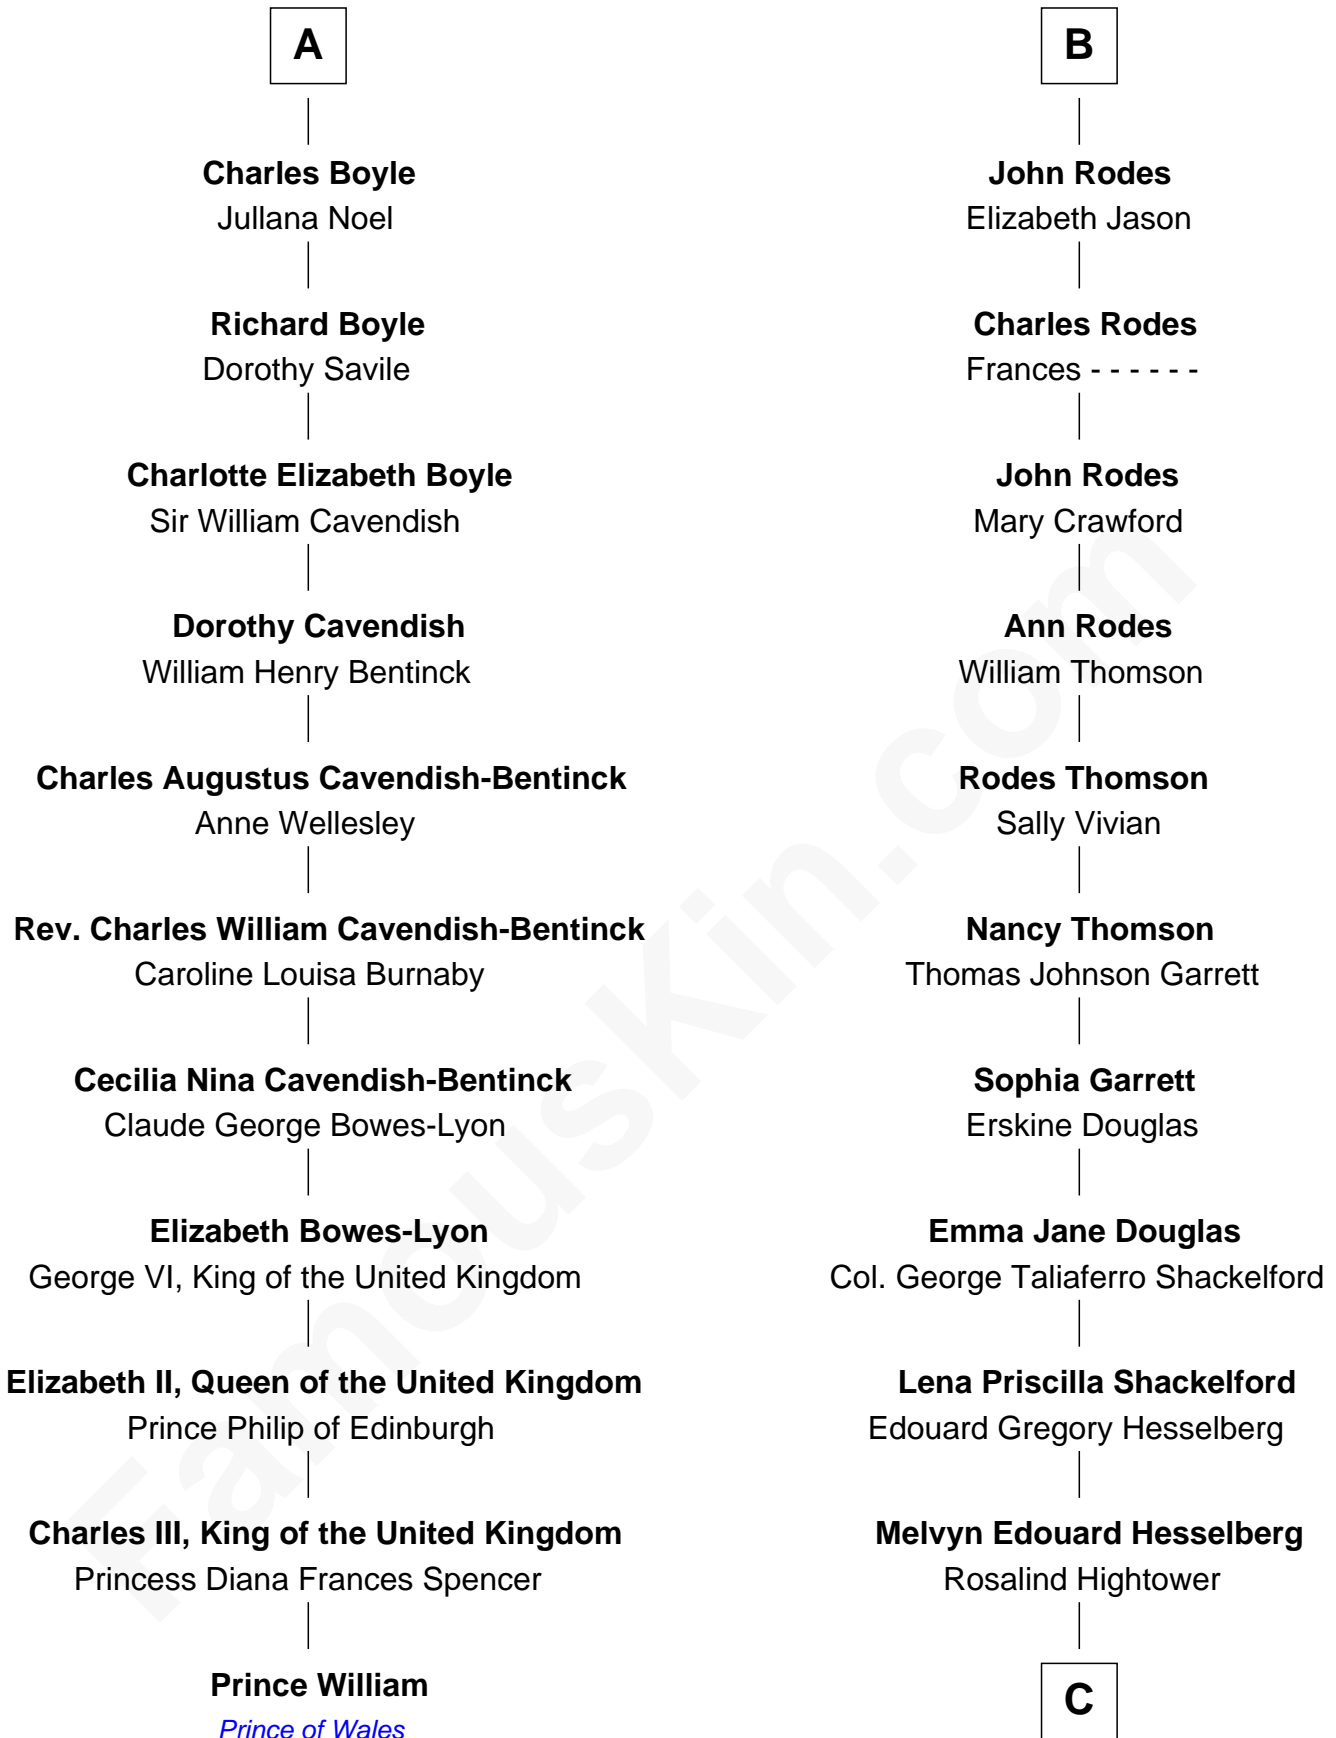 A
Charles Boyle
Jullana Noel
Richard Boyle
Dorothy Savile
Charlotte Elizabeth Boyle
Sir William Cavendish
Dorothy Cavendish
William Henry Bentinck
Charles Augustus Cavendish-Bentinck
Anne Wellesley
Rev. Charles William Cavendish-Bentinck
Caroline Louisa Burnaby
Cecilia Nina Cavendish-Bentinck
Claude George Bowes-Lyon
Elizabeth Bowes-Lyon
George VI, King of the United Kingdom
Elizabeth II, Queen of the United Kingdom
Prince Philip of Edinburgh
Charles III, King of the United Kingdom
Princess Diana Frances Spencer
Prince William
Prince of Wales
B
John Rodes
Elizabeth Jason
Charles Rodes
Frances - - - - - -
John Rodes
Mary Crawford
Ann Rodes
William Thomson
Rodes Thomson
Sally Vivian
Nancy Thomson
Thomas Johnson Garrett
Sophia Garrett
Erskine Douglas
Emma Jane Douglas
Col. George Taliaferro Shackelford
Lena Priscilla Shackelford
Edouard Gregory Hesselberg
Melvyn Edouard Hesselberg
Rosalind Hightower
C
FamousKin.com